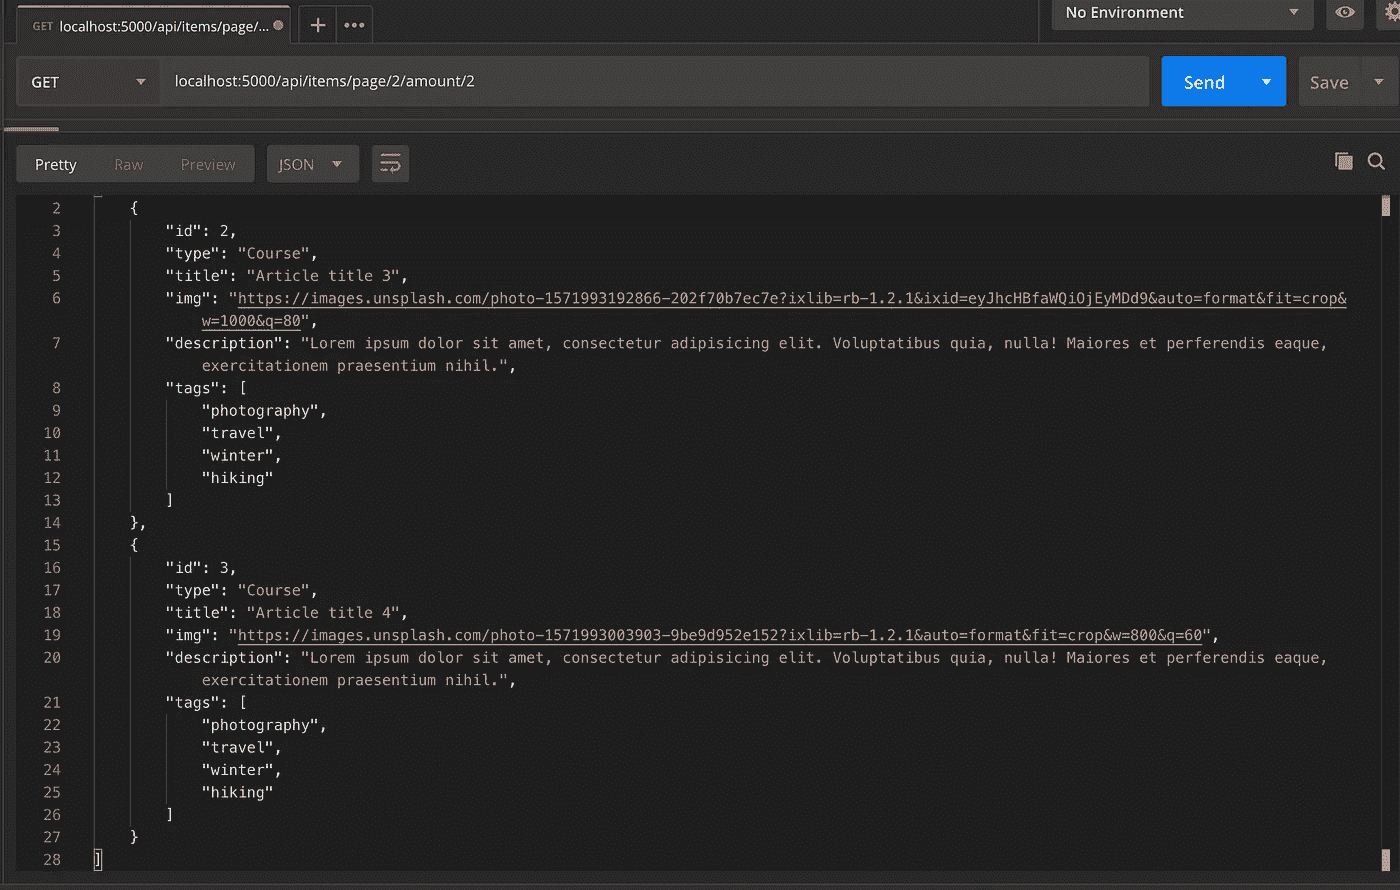 GET localhost:5000/api/items/page/...
No Environment
GET
localhost:5000/api/items/page/2/amount/2
Send
Save
Pretty
Raw
Preview
JSON
2 {
3 "id": 2,
4 "type": "Course",
5 "title": "Article title 3",
6 "img": "https://images.unsplash.com/photo-1571993192866-202f70b7ec7e?ixlib=rb-1.2.1&ixid=eyJhcHBfaWQiOjEyMDd9&auto=format&fit=crop&
w=1000&q=80",
7 "description": "Lorem ipsum dolor sit amet, consectetur adipisicing elit. Voluptatibus quia, nulla! Maiores et perferendis eaque,
exercitationem praesentium nihil.",
8 "tags": [
9 "photography",
10 "travel",
11 "winter",
12 "hiking"
13 ]
14 },
15 {
16 "id": 3,
17 "type": "Course",
18 "title": "Article title 4",
19 "img": "https://images.unsplash.com/photo-1571993003903-9be9d952e152?ixlib=rb-1.2.1&auto=format&fit=crop&w=800&q=60",
20 "description": "Lorem ipsum dolor sit amet, consectetur adipisicing elit. Voluptatibus quia, nulla! Maiores et perferendis eaque,
exercitationem praesentium nihil.",
21 "tags": [
22 "photography",
23 "travel",
24 "winter",
25 "hiking"
26 ]
27 }
28 ]